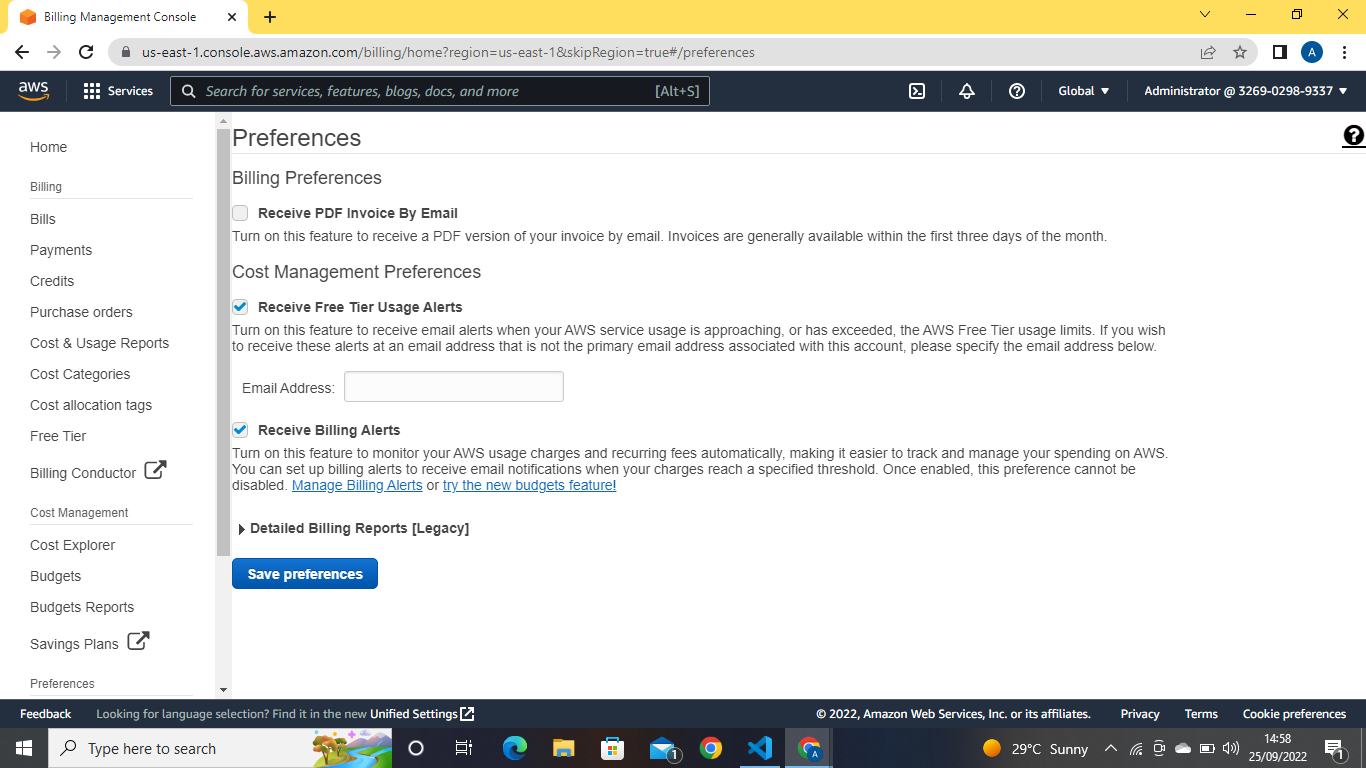 Billing Management Console
us-east-1.console.aws.amazon.com/billing/home?region=us-east-1&skipRegion=true#/preferences
A
aws
Services
Search for services, features, blogs, docs, and more
[Alt+S]
Global
Administrator @ 3269-0298-9337
Home
Billing
Bills
Payments
Credits
Purchase orders
Cost & Usage Reports
Cost Categories
Cost allocation tags
Free Tier
Billing Conductor
Cost Management
Cost Explorer
Budgets
Budgets Reports
Savings Plans
Preferences
Preferences
Billing Preferences
Receive PDF Invoice By Email
Turn on this feature to receive a PDF version of your invoice by email. Invoices are generally available within the first three days of the month.
Cost Management Preferences
Receive Free Tier Usage Alerts
Turn on this feature to receive email alerts when your AWS service usage is approaching, or has exceeded, the AWS Free Tier usage limits. If you wish
to receive these alerts at an email address that is not the primary email address associated with this account, please specify the email address below.
Email Address:
Receive Billing Alerts
Turn on this feature to monitor your AWS usage charges and recurring fees automatically, making it easier to track and manage your spending on AWS.
You can set up billing alerts to receive email notifications when your charges reach a specified threshold. Once enabled, this preference cannot be
disabled. Manage Billing Alerts or try the new budgets feature!
Detailed Billing Reports [Legacy]
Save preferences
Feedback
Looking for language selection? Find it in the new Unified Settings
© 2022, Amazon Web Services, Inc. or its affiliates.
Privacy
Terms
Cookie preferences
Type here to search
1
A
29°C Sunny
14:58
25/09/2022
1